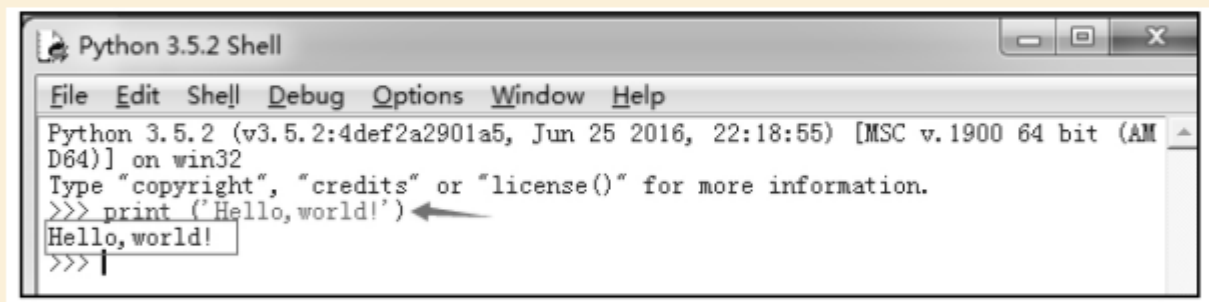 Python 3.5.2 Shell
File Edit Shell Debug Options Window Help
Python 3.5.2 (v3.5.2:4def2a2901a5, Jun 25 2016, 22:18:55) [MSC v.1900 64 bit (AM
D64)] on win32
Type "copyright", "credits" or "license()" for more information.
>>> print ('Hello,world!')
Hello,world!
>>>